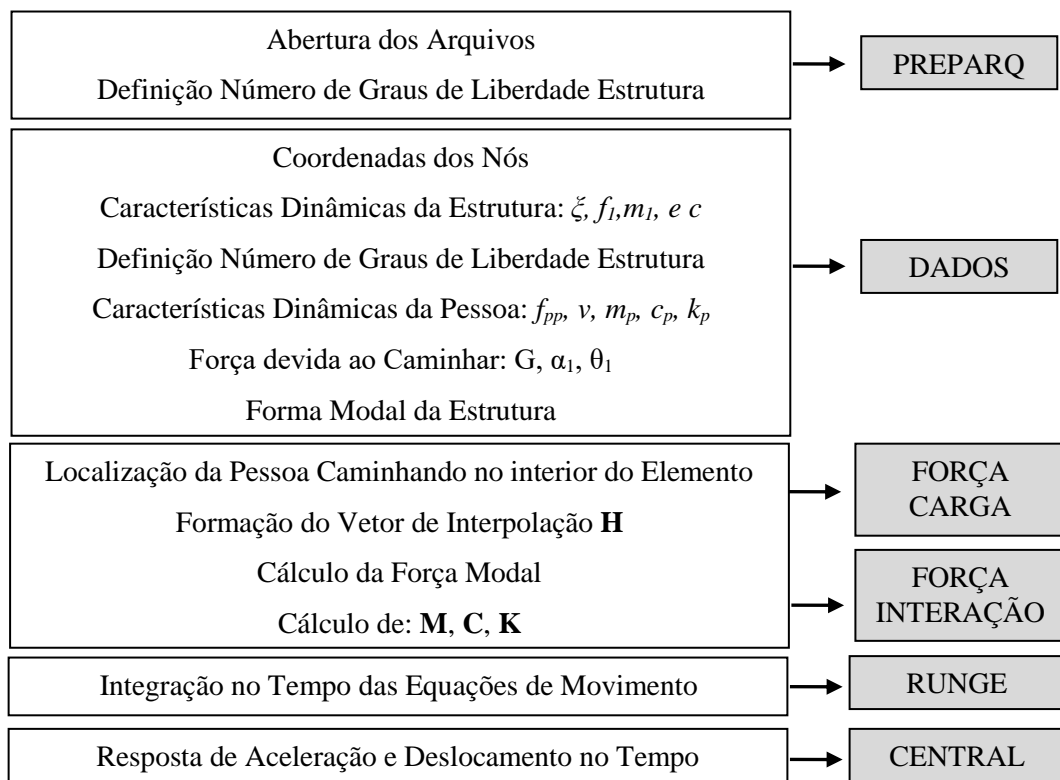 Abertura dos Arquivos
Definição Número de Graus de Liberdade Estrutura
PREPARQ
Coordenadas dos Nós
Características Dinâmicas da Estrutura: ξ, f₁,m₁, e c
Definição Número de Graus de Liberdade Estrutura
Características Dinâmicas da Pessoa: fₚₚ, v, mₚ, cₚ, kₚ
Força devida ao Caminhar: G, α₁, θ₁
Forma Modal da Estrutura
DADOS
Localização da Pessoa Caminhando no interior do Elemento
Formação do Vetor de Interpolação H
Cálculo da Força Modal
Cálculo de: M, C, K
FORÇA
CARGA
FORÇA
INTERAÇÃO
Integração no Tempo das Equações de Movimento
RUNGE
Resposta de Aceleração e Deslocamento no Tempo
CENTRAL